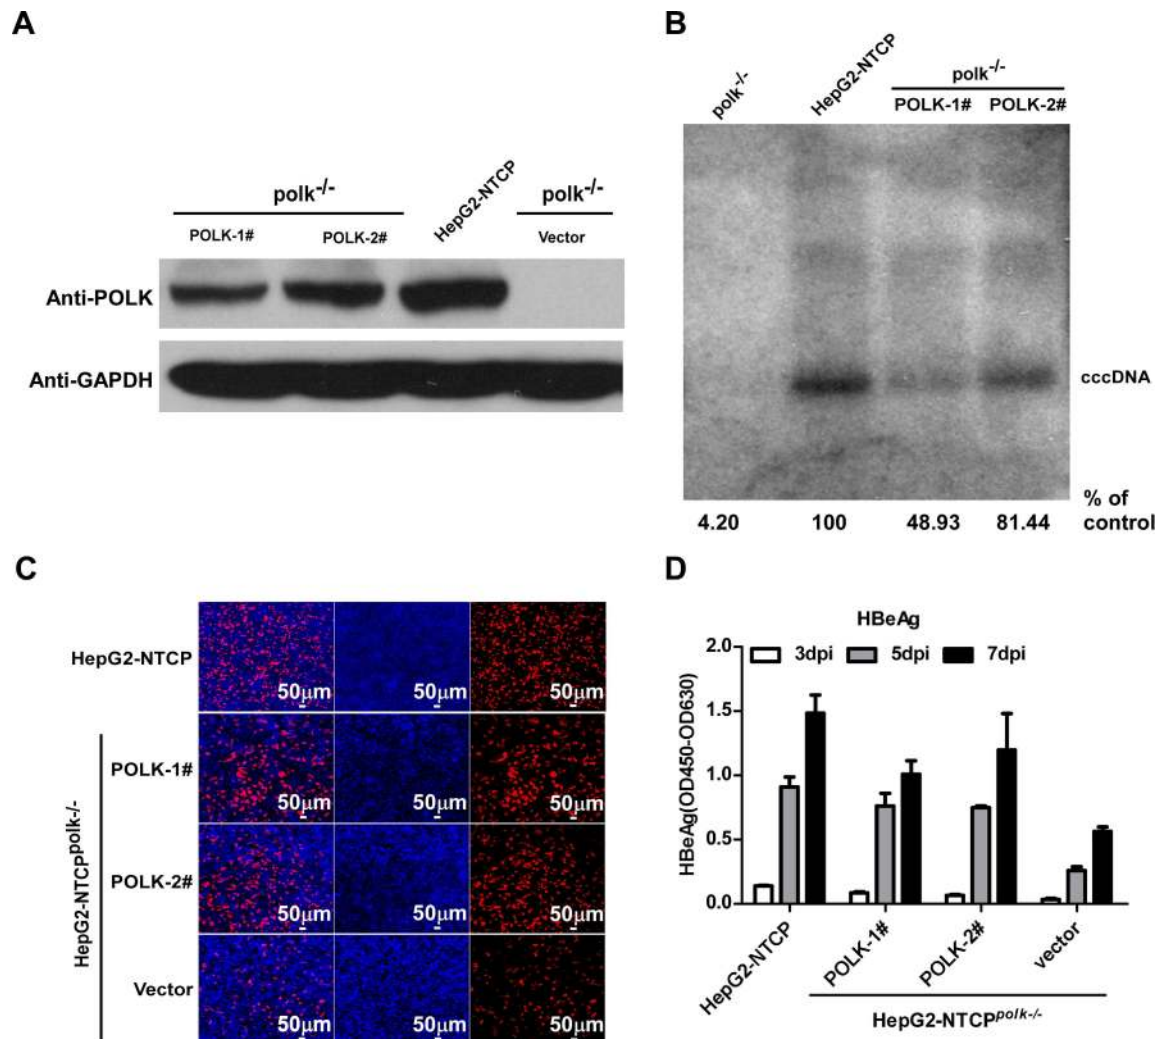 A
polk-/-
HepG2-NTCP
polk-/-
POLK-1#
POLK-2#
Vector
Anti-POLK
Anti-GAPDH
B
polk-/-
HepG2-NTCP
polk-/-
POLK-1# POLK-2#
cccDNA
4.20 100 48.93 81.44
% of
control
C
HepG2-NTCP
50μm 50μm 50μm
HepG2-NTCPpolk-/-
POLK-1#
50μm 50μm 50μm
POLK-2#
50μm 50μm 50μm
Vector
50μm 50μm 50μm
D
HBeAg
3dpi 5dpi 7dpi
HBeAg(OD450-OD630)
2.0
1.5
1.0
0.5
0.0
HepG2-NTCP
POLK-1#
POLK-2#
vector
HepG2-NTCPpolk-/-